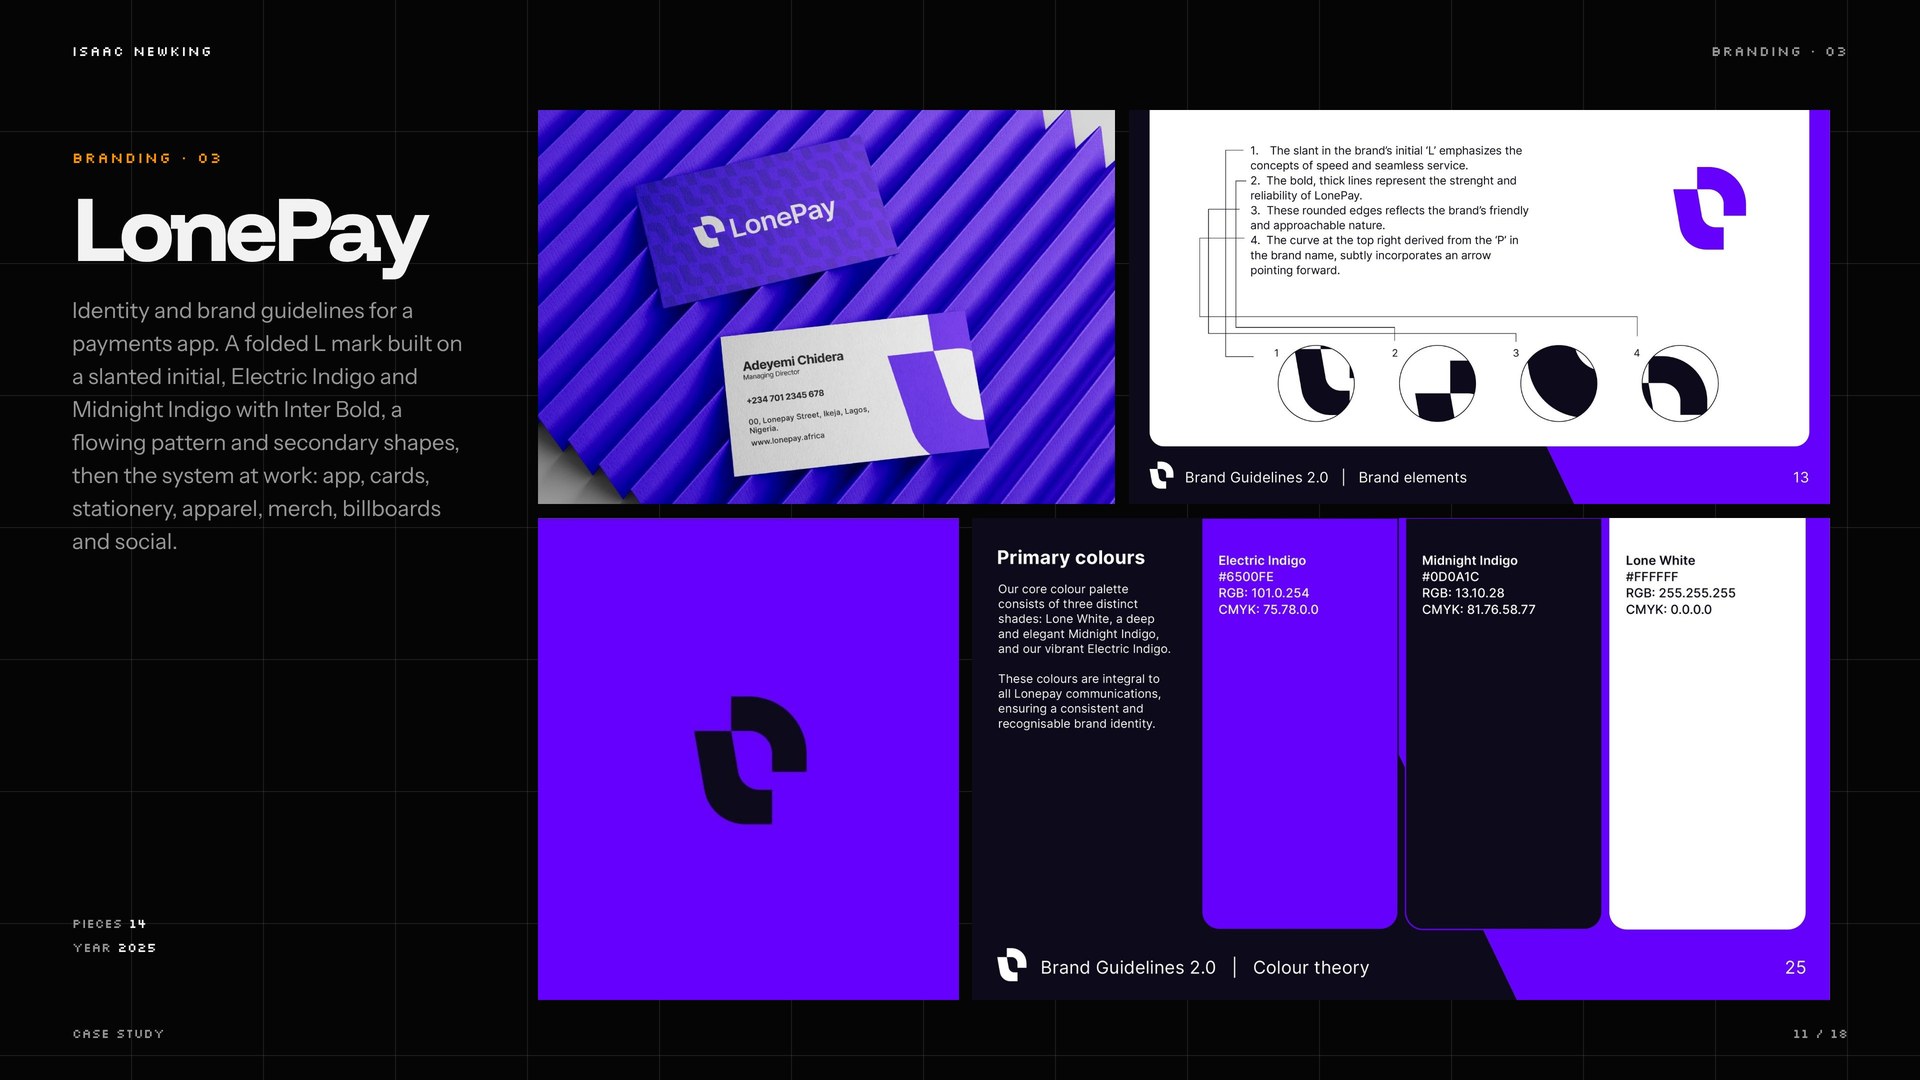 ISAAC NEWKING
BRANDING · 03
BRANDING · 03
LonePay
Identity and brand guidelines for a
payments app. A folded L mark built on
a slanted initial, Electric Indigo and
Midnight Indigo with Inter Bold, a
flowing pattern and secondary shapes,
then the system at work: app, cards,
stationery, apparel, merch, billboards
and social.
PIECES 14
YEAR 2025
LonePay
Adeyemi Chidera
Managing Director
+234 701 2345 678
00, Lonepay Street, Ikeja, Lagos,
Nigeria.
www.lonepay.africa
1. The slant in the brand’s initial ‘L’ emphasizes the
concepts of speed and seamless service.
2. The bold, thick lines represent the strenght and
reliability of LonePay.
3. These rounded edges reflects the brand’s friendly
and approachable nature.
4. The curve at the top right derived from the ‘P’ in
the brand name, subtly incorporates an arrow
pointing forward.
1 2 3 4
Brand Guidelines 2.0 | Brand elements 13
Primary colours
Our core colour palette
consists of three distinct
shades: Lone White, a deep
and elegant Midnight Indigo,
and our vibrant Electric Indigo.
These colours are integral to
all Lonepay communications,
ensuring a consistent and
recognisable brand identity.
Electric Indigo
#6500FE
RGB: 101.0.254
CMYK: 75.78.0.0
Midnight Indigo
#0D0A1C
RGB: 13.10.28
CMYK: 81.76.58.77
Lone White
#FFFFFF
RGB: 255.255.255
CMYK: 0.0.0.0
Brand Guidelines 2.0 | Colour theory 25
CASE STUDY
11 / 18